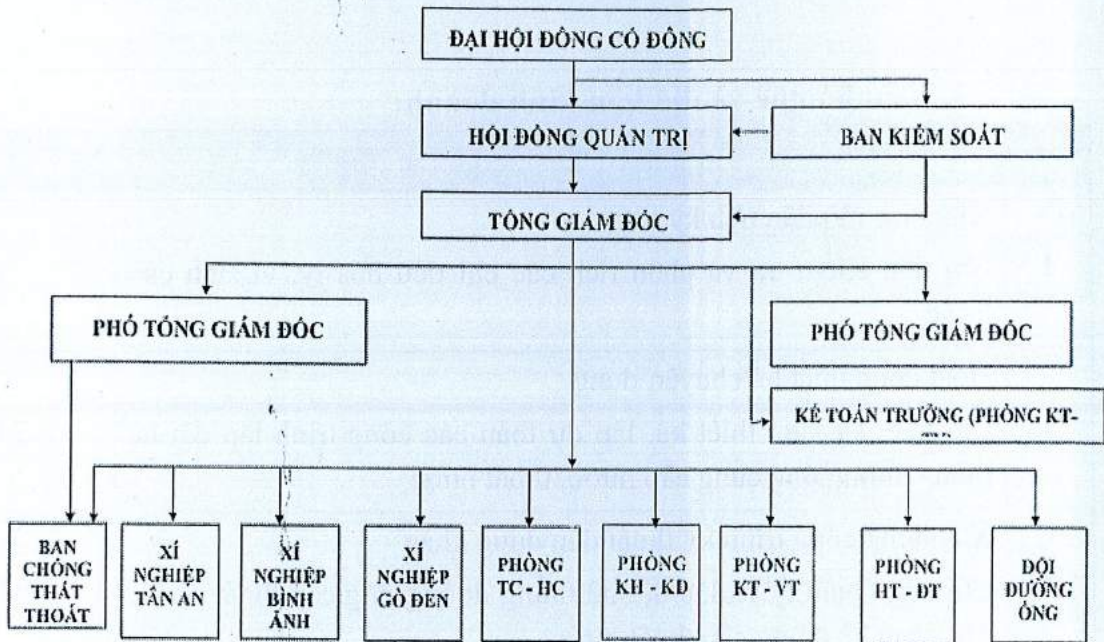 ĐẠI HỘI ĐỒNG CỔ ĐÔNG
HỘI ĐỒNG QUẢN TRỊ
BAN KIỂM SOÁT
TỔNG GIÁM ĐỐC
PHÓ TỔNG GIÁM ĐỐC
PHÓ TỔNG GIÁM ĐỐC
KẾ TOÁN TRƯỞNG (PHÒNG KT-
BAN
CHỐNG
THẤT
THOÁT
XÍ
NGHIỆP
TÂN AN
XÍ
NGHIỆP
BÌNH
ẢNH
XÍ
NGHIỆP
GÒ ĐEN
PHÒNG
TC - HC
PHÒNG
KH - KD
PHÒNG
KT - VT
PHÒNG
HT - ĐT
ĐỘI
ĐƯỜNG
ỐNG